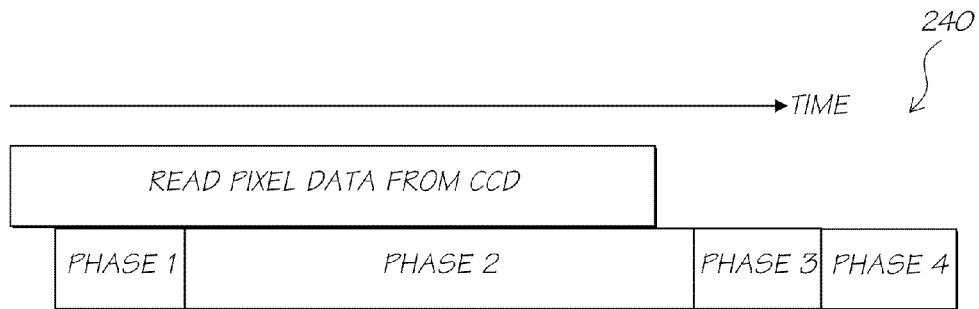 240
TIME
READ PIXEL DATA FROM CCD
PHASE 1 PHASE 2 PHASE 3 PHASE 4